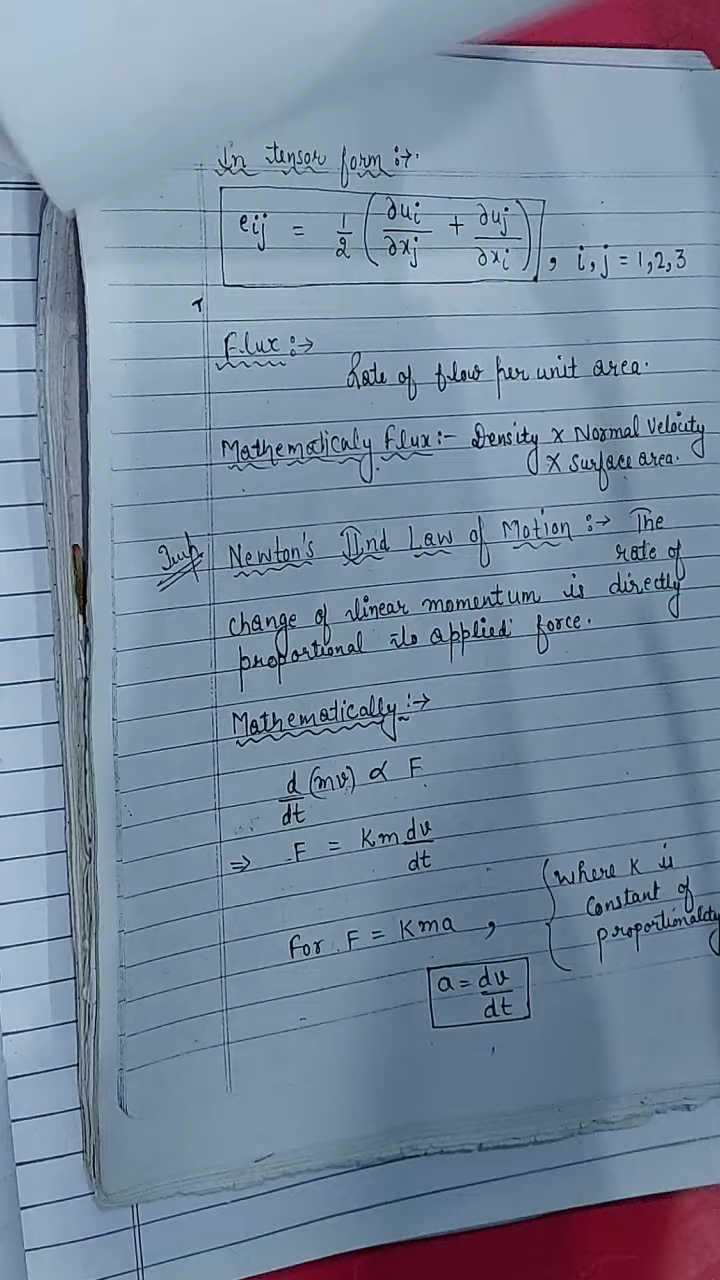 In tensor form :→
eij = 1/2 (∂ui/∂xj + ∂uj/∂xi), i, j = 1, 2, 3
Flux :→
Rate of flow per unit area.
Mathematicaly Flux :- Density × Normal Velocity
× Surface area.
Imp Newton's IInd Law of Motion :→ The
rate of
change of linear momentum is directly
proportional to applied force.
Mathematically :→
d/dt (mv) ∝ F
⇒ F = Km dv/dt
for F = Kma , {where K is
constant of
proportionality
a = dv/dt